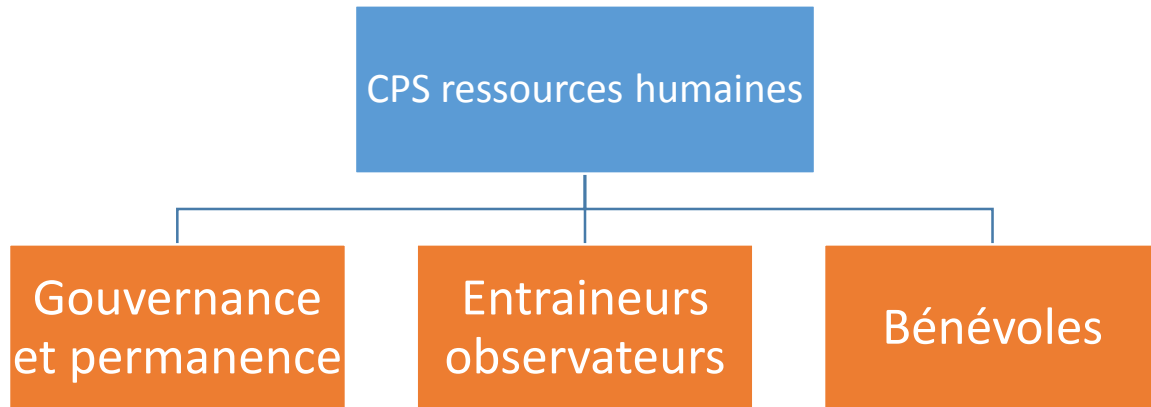 CPS ressources humaines
Gouvernance
et permanence
Entraineurs
observateurs
Bénévoles